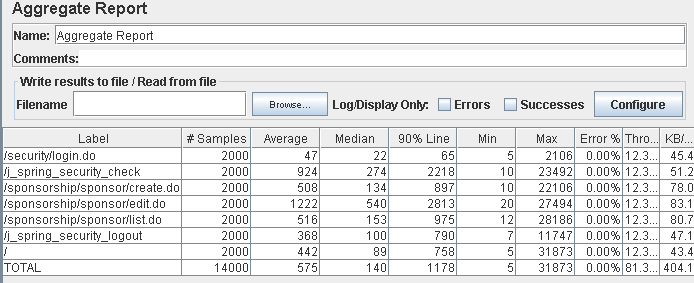 Aggregate Report
Name: Aggregate Report
Comments:
Write results to file / Read from file
Filename Browse... Log/Display Only: Errors Successes Configure
Label # Samples Average Median 90% Line Min Max Error % Thro... KB/...
/security/login.do 2000 47 22 65 5 2106 0.00% 12.3... 45.4
/j_spring_security_check 2000 924 274 2218 10 23492 0.00% 12.3... 51.2
/sponsorship/sponsor/create.do 2000 508 134 897 10 22106 0.00% 12.3... 78.0
/sponsorship/sponsor/edit.do 2000 1222 540 2813 20 27494 0.00% 12.3... 83.1
/sponsorship/sponsor/list.do 2000 516 153 975 12 28186 0.00% 12.3... 80.7
/j_spring_security_logout 2000 368 100 790 7 11747 0.00% 12.3... 47.1
/ 2000 442 89 758 5 31873 0.00% 12.3... 43.4
TOTAL 14000 575 140 1178 5 31873 0.00% 81.3... 404.1